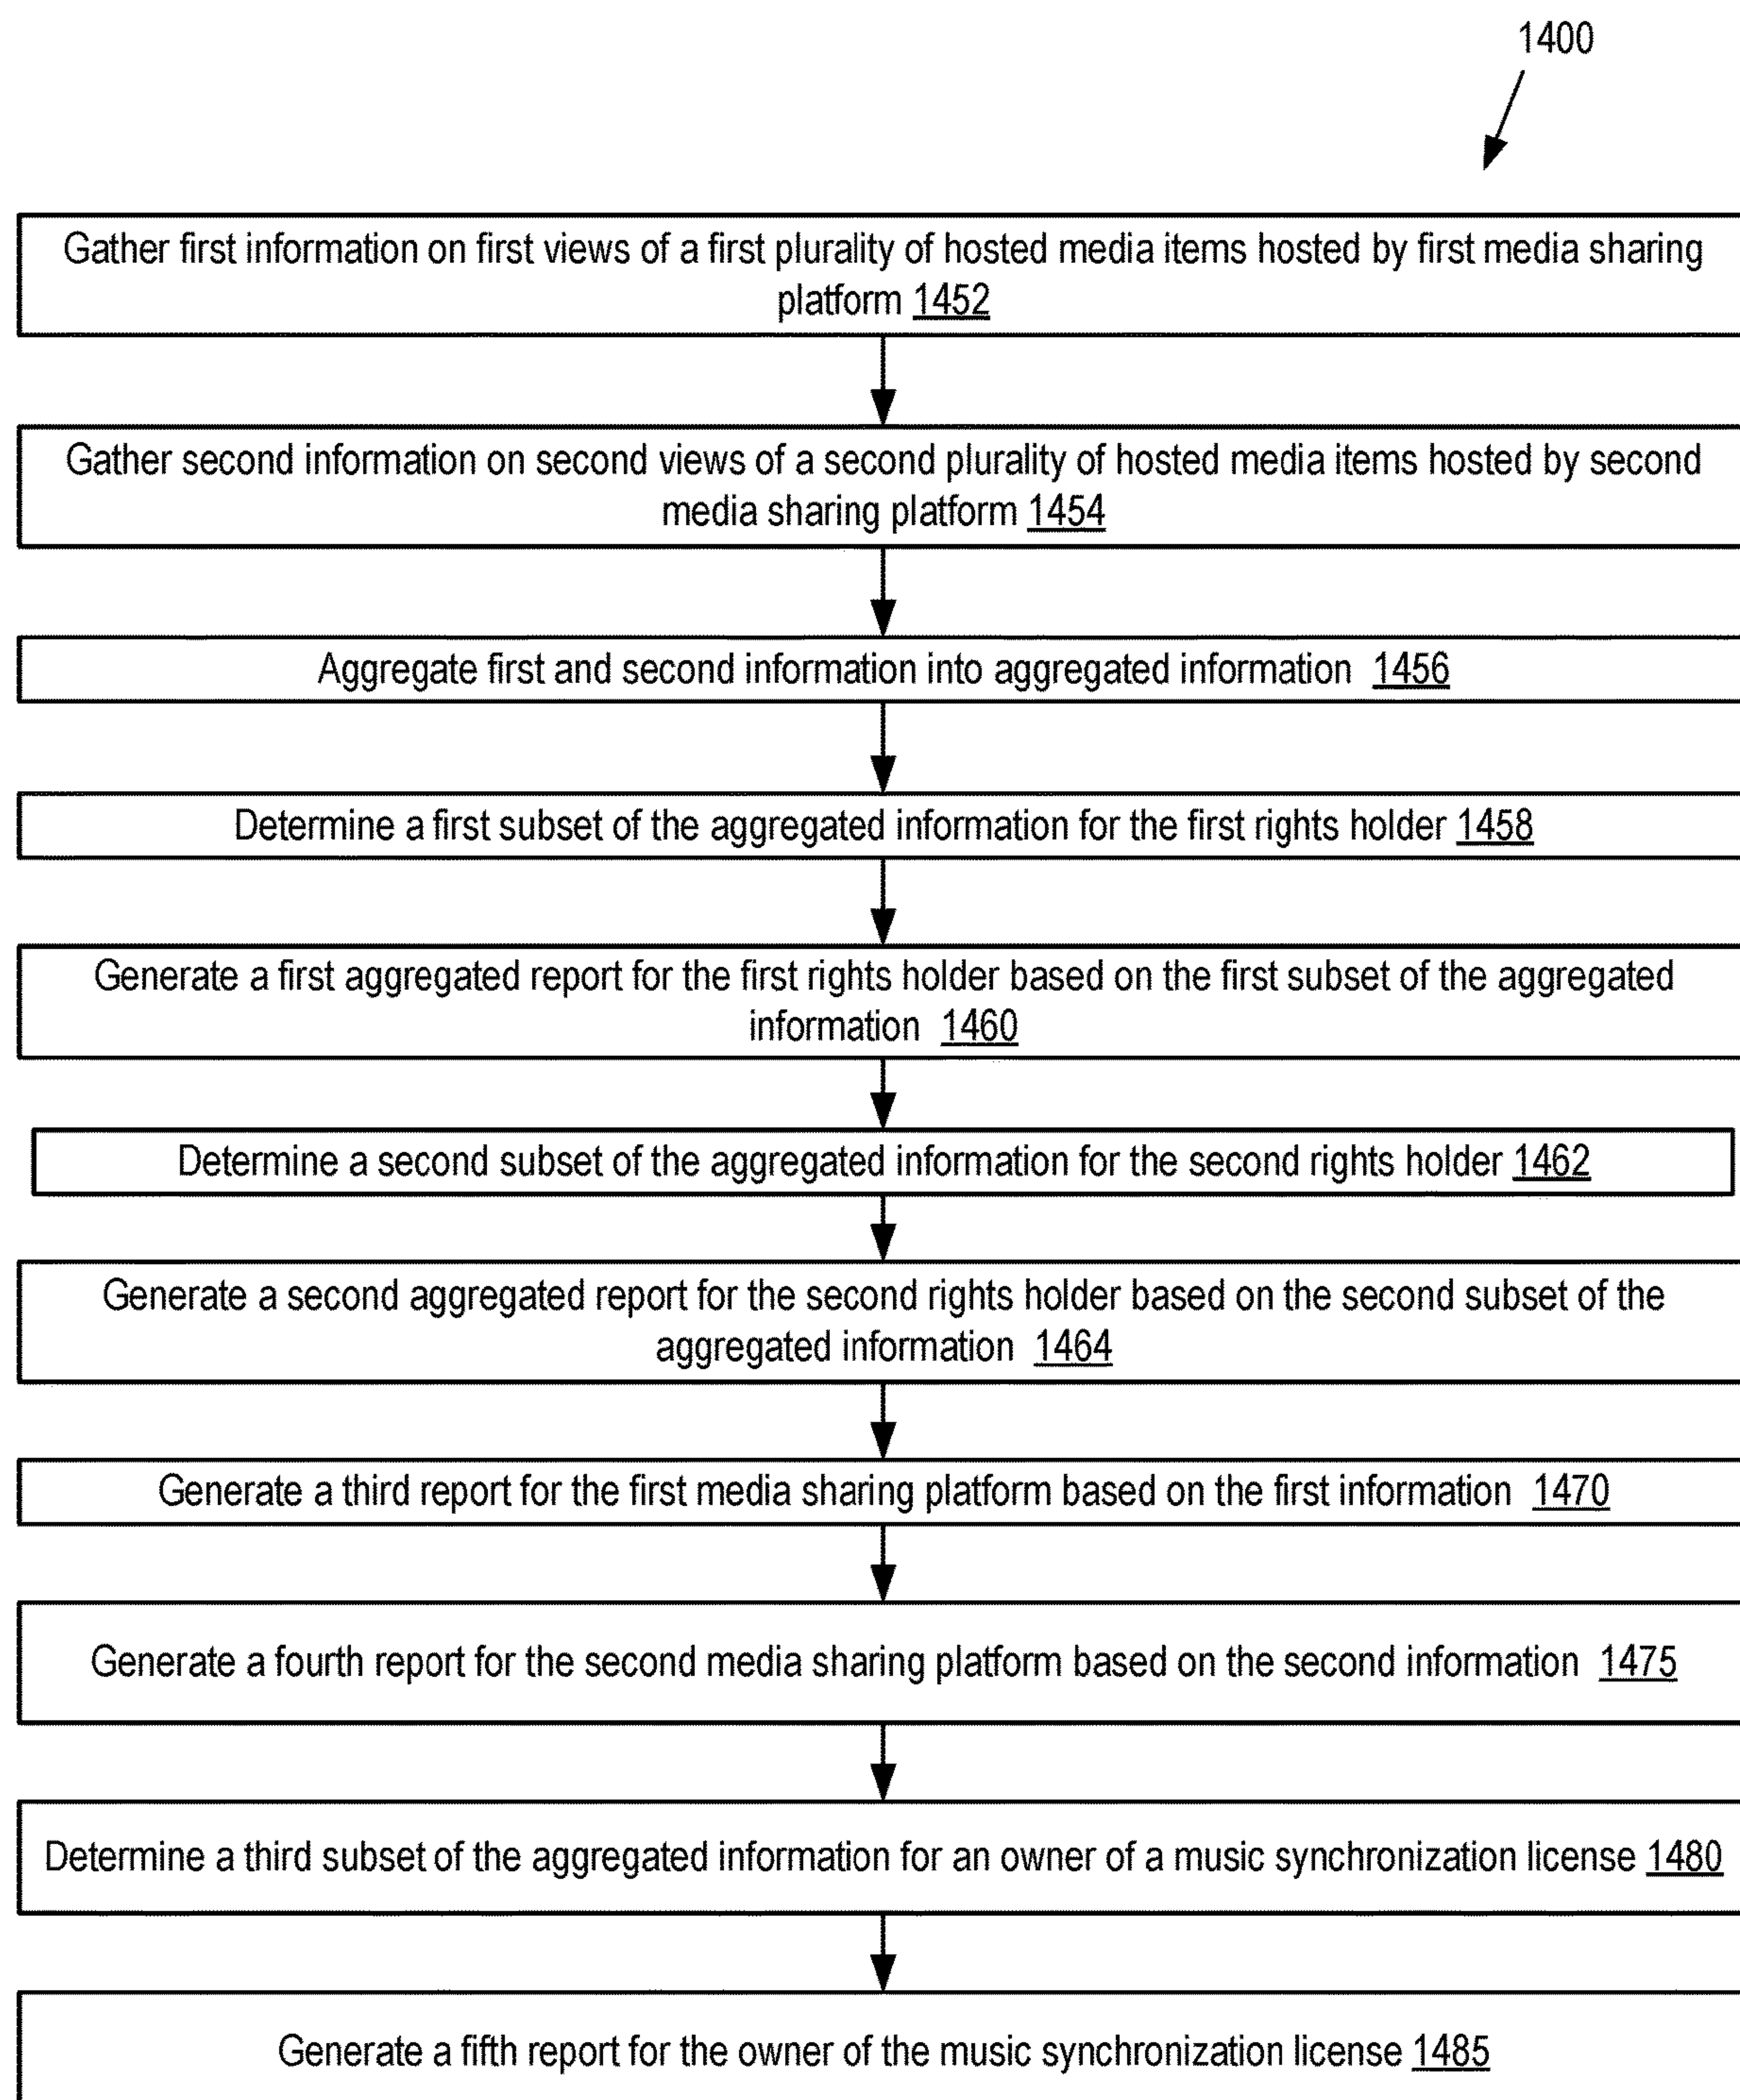 1400
Gather first information on first views of a first plurality of hosted media items hosted by first media sharing
platform 1452
Gather second information on second views of a second plurality of hosted media items hosted by second
media sharing platform 1454
Aggregate first and second information into aggregated information 1456
Determine a first subset of the aggregated information for the first rights holder 1458
Generate a first aggregated report for the first rights holder based on the first subset of the aggregated
information 1460
Determine a second subset of the aggregated information for the second rights holder 1462
Generate a second aggregated report for the second rights holder based on the second subset of the
aggregated information 1464
Generate a third report for the first media sharing platform based on the first information 1470
Generate a fourth report for the second media sharing platform based on the second information 1475
Determine a third subset of the aggregated information for an owner of a music synchronization license 1480
Generate a fifth report for the owner of the music synchronization license 1485